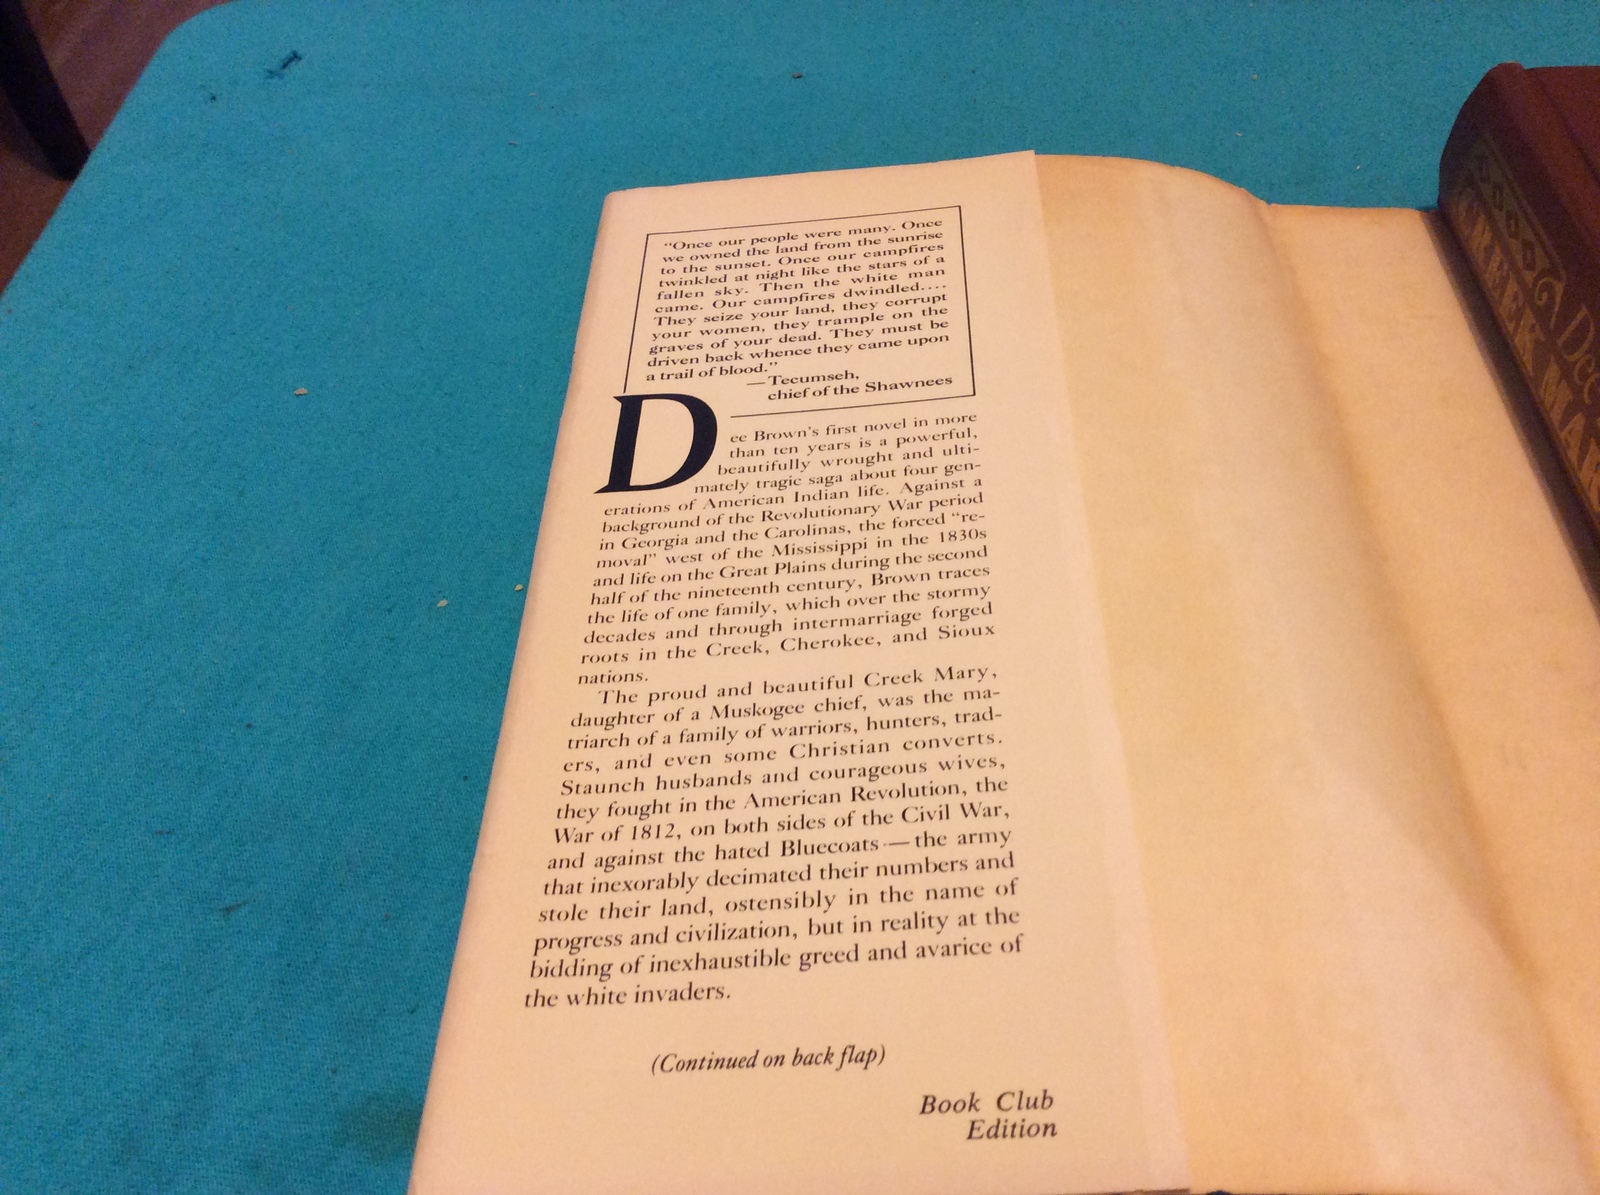 "Once our people were many. Once
we owned the land from the sunrise
to the sunset. Once our campfires
twinkled at night like the stars of a
fallen sky. Then the white man
came. Our campfires dwindled....
They seize your land, they corrupt
your women, they trample on the
graves of your dead. They must be
driven back whence they came upon
a trail of blood."
—Tecumseh,
chief of the Shawnees
Dee Brown's first novel in more
than ten years is a powerful,
beautifully wrought and ulti-
mately tragic saga about four gen-
erations of American Indian life. Against a
background of the Revolutionary War period
in Georgia and the Carolinas, the forced "re-
moval" west of the Mississippi in the 1830s
and life on the Great Plains during the second
half of the nineteenth century, Brown traces
the life of one family, which over the stormy
decades and through intermarriage forged
roots in the Creek, Cherokee, and Sioux
nations.
The proud and beautiful Creek Mary,
daughter of a Muskogee chief, was the ma-
triarch of a family of warriors, hunters, trad-
ers, and even some Christian converts.
Staunch husbands and courageous wives,
they fought in the American Revolution, the
War of 1812, on both sides of the Civil War,
and against the hated Bluecoats—the army
that inexorably decimated their numbers and
stole their land, ostensibly in the name of
progress and civilization, but in reality at the
bidding of inexhaustible greed and avarice of
the white invaders.
(Continued on back flap)
Book Club
Edition
Dee
CREEK MAR